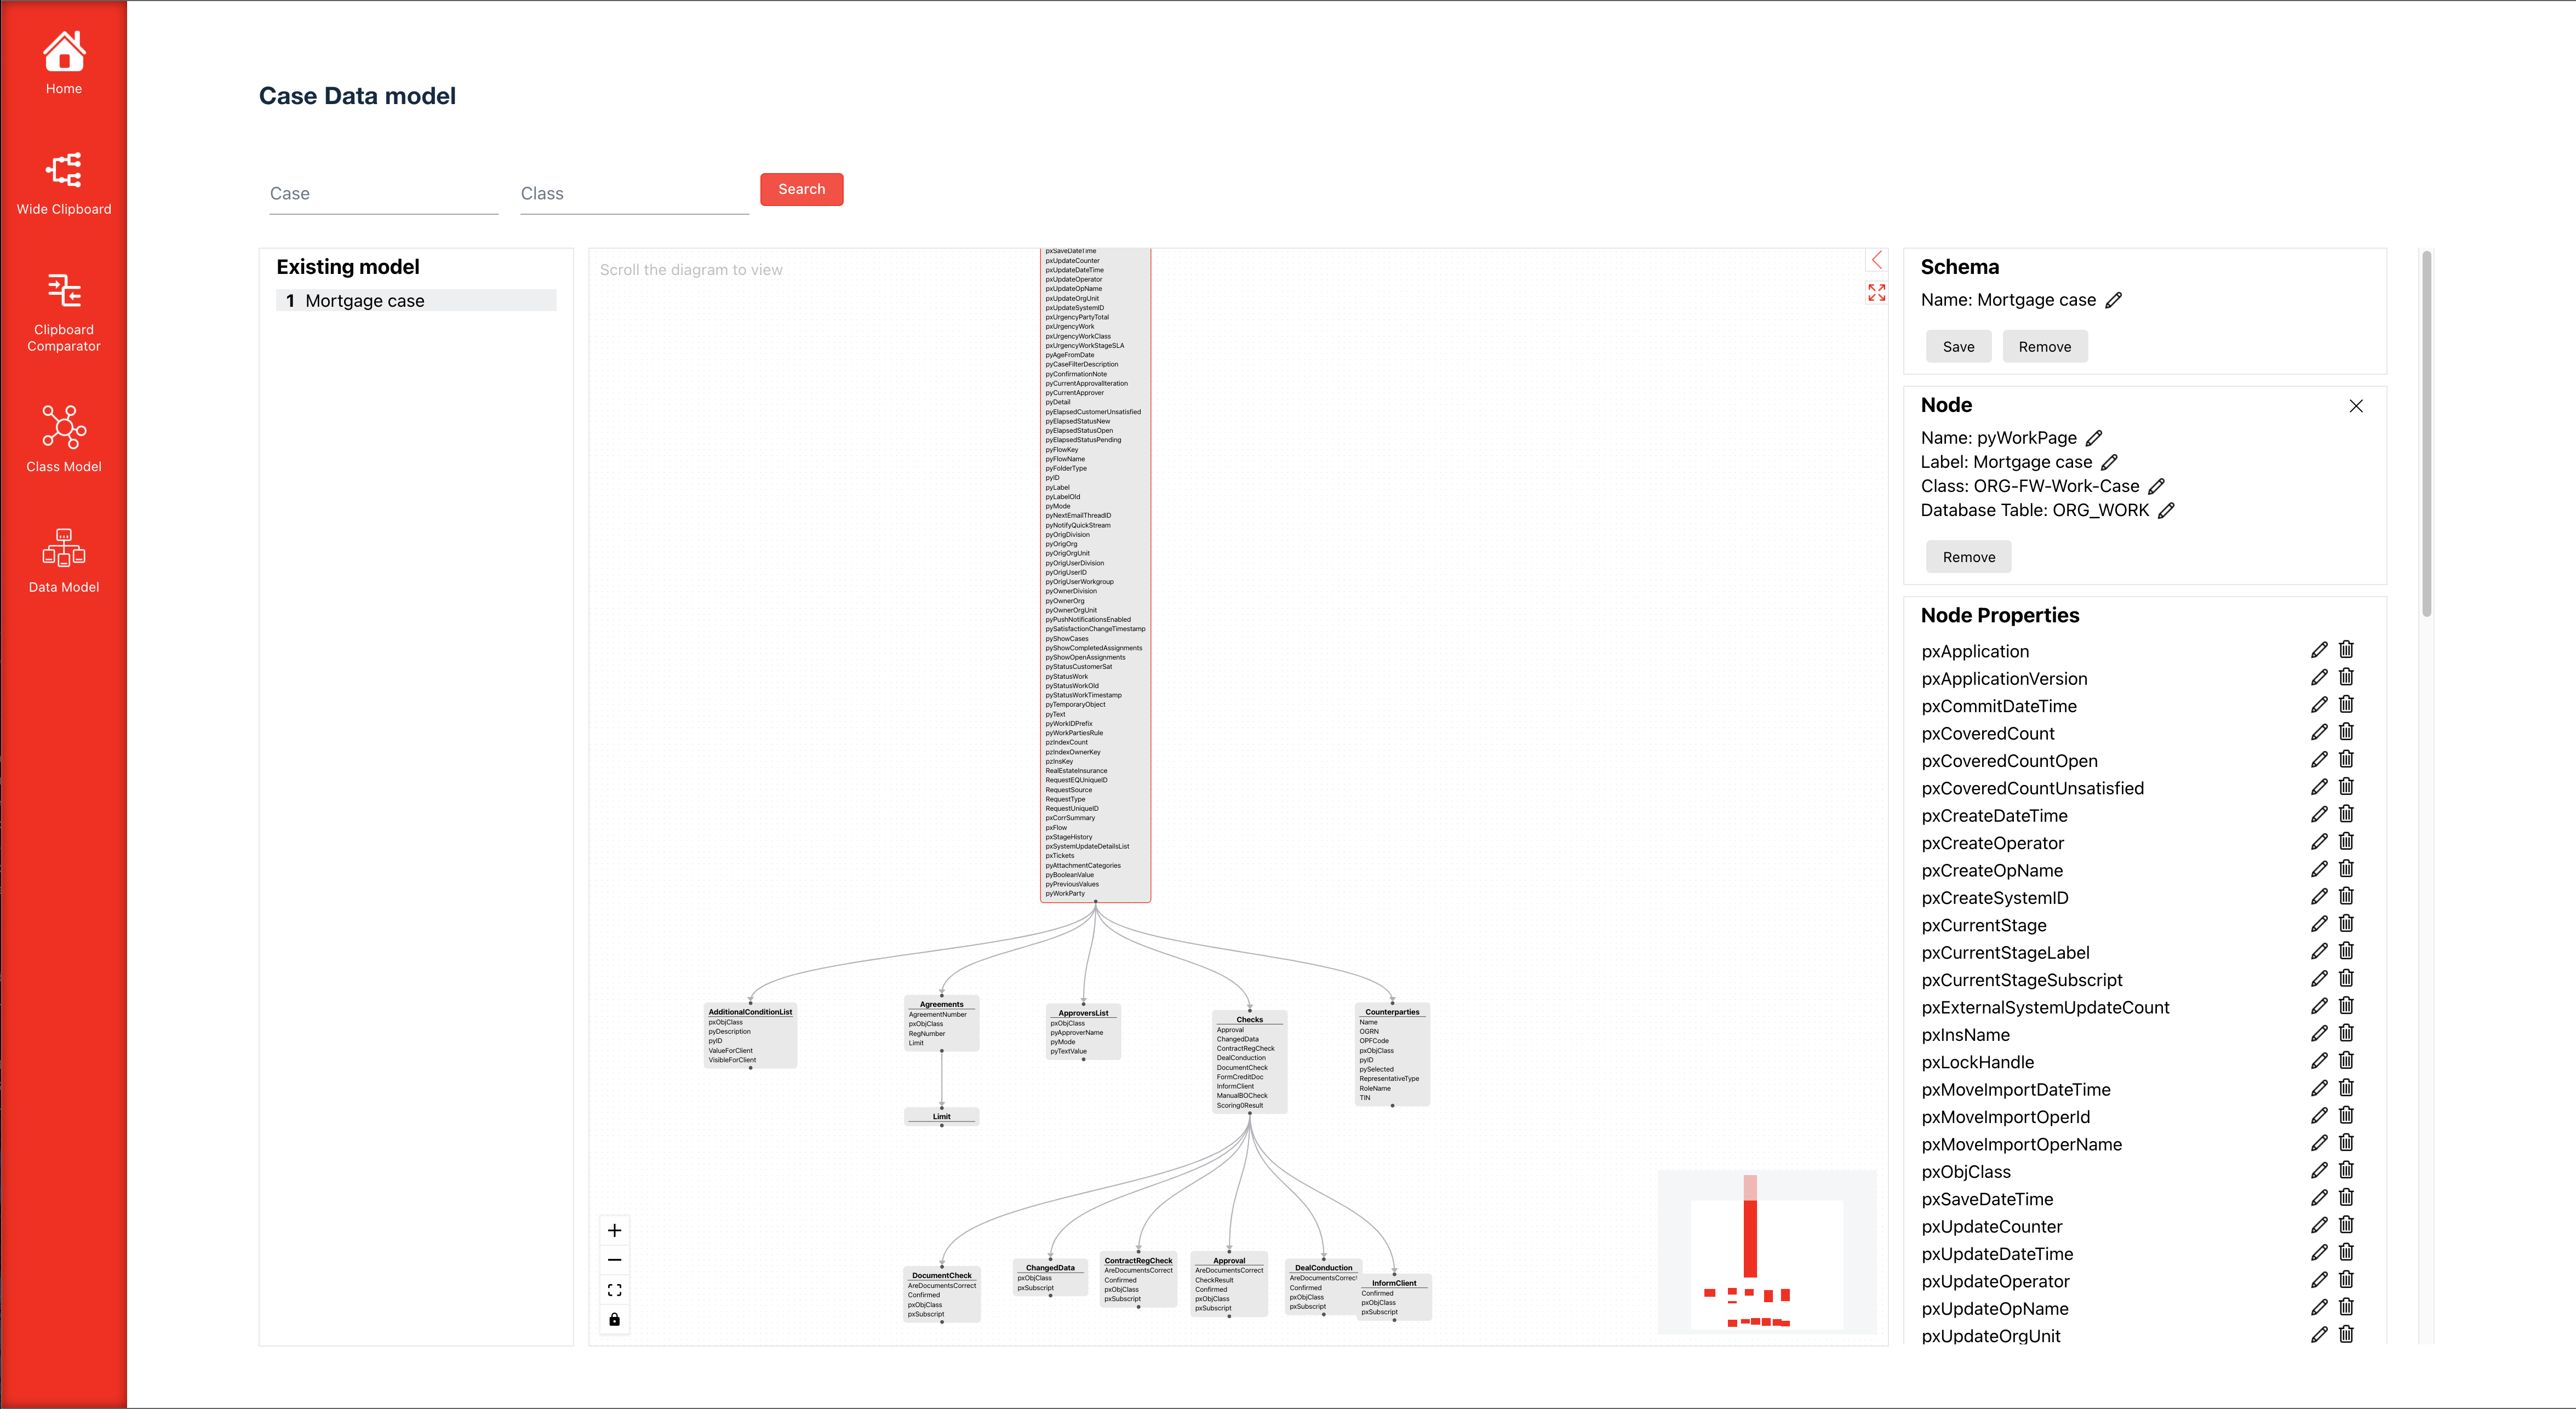 Home
Wide Clipboard
Clipboard
Comparator
Class Model
Data Model
Case Data model
Case
Class
Search
Existing model
1 Mortgage case
Scroll the diagram to view
pxSaveDateTime
pxUpdateCounter
pxUpdateDateTime
pxUpdateOperator
pxUpdateOpName
pxUpdateOrgUnit
pxUpdateSystemID
pxUrgencyPartyTotal
pxUrgencyWork
pxUrgencyWorkClass
pxUrgencyWorkStageSLA
pyAgeFromDate
pyCaseFilterDescription
pyConfirmationNote
pyCurrentApprovalIteration
pyCurrentApprover
pyDetail
pyElapsedCustomerUnsatisfied
pyElapsedStatusNew
pyElapsedStatusOpen
pyElapsedStatusPending
pyFlowKey
pyFlowName
pyFolderType
pyID
pyLabel
pyLabelOld
pyMode
pyNextEmailThreadID
pyNotifyQuickStream
pyOrigDivision
pyOrigOrg
pyOrigOrgUnit
pyOrigUserDivision
pyOrigUserID
pyOrigUserWorkgroup
pyOwnerDivision
pyOwnerOrg
pyOwnerOrgUnit
pyPushNotificationsEnabled
pySatisfactionChangeTimestamp
pyShowCases
pyShowCompletedAssignments
pyShowOpenAssignments
pyStatusCustomerSat
pyStatusWork
pyStatusWorkOld
pyStatusWorkTimestamp
pyTemporaryObject
pyText
pyWorkIDPrefix
pyWorkPartiesRule
pzIndexCount
pzIndexOwnerKey
pzInsKey
RealEstateInsurance
RequestEQUniqueID
RequestSource
RequestType
RequestUniqueID
pxCorrSummary
pxFlow
pxStageHistory
pxSystemUpdateDetailsList
pxTickets
pyAttachmentCategories
pyBooleanValue
pyPreviousValues
pyWorkParty
AdditionalConditionList
pxObjClass
pyDescription
pyID
ValueForClient
VisibleForClient
Agreements
AgreementNumber
pxObjClass
RegNumber
Limit
ApproversList
pxObjClass
pyApproverName
pyMode
pyTextValue
Checks
Approval
ChangedData
ContractRegCheck
DealConduction
DocumentCheck
FormCreditDoc
InformClient
ManualBOCheck
Scoring0Result
Counterparties
Name
OGRN
OPFCode
pxObjClass
pyID
pySelected
RepresentativeType
RoleName
TIN
Limit
DocumentCheck
AreDocumentsCorrect
Confirmed
pxObjClass
pxSubscript
ChangedData
pxObjClass
pxSubscript
ContractRegCheck
AreDocumentsCorrect
Confirmed
pxObjClass
pxSubscript
Approval
AreDocumentsCorrect
CheckResult
Confirmed
pxObjClass
pxSubscript
DealConduction
AreDocumentsCorrect
Confirmed
pxObjClass
pxSubscript
InformClient
Confirmed
pxObjClass
pxSubscript
Schema
Name: Mortgage case
Save Remove
Node
Name: pyWorkPage
Label: Mortgage case
Class: ORG-FW-Work-Case
Database Table: ORG_WORK
Remove
Node Properties
pxApplication
pxApplicationVersion
pxCommitDateTime
pxCoveredCount
pxCoveredCountOpen
pxCoveredCountUnsatisfied
pxCreateDateTime
pxCreateOperator
pxCreateOpName
pxCreateSystemID
pxCurrentStage
pxCurrentStageLabel
pxCurrentStageSubscript
pxExternalSystemUpdateCount
pxInsName
pxLockHandle
pxMoveImportDateTime
pxMoveImportOperId
pxMoveImportOperName
pxObjClass
pxSaveDateTime
pxUpdateCounter
pxUpdateDateTime
pxUpdateOperator
pxUpdateOpName
pxUpdateOrgUnit